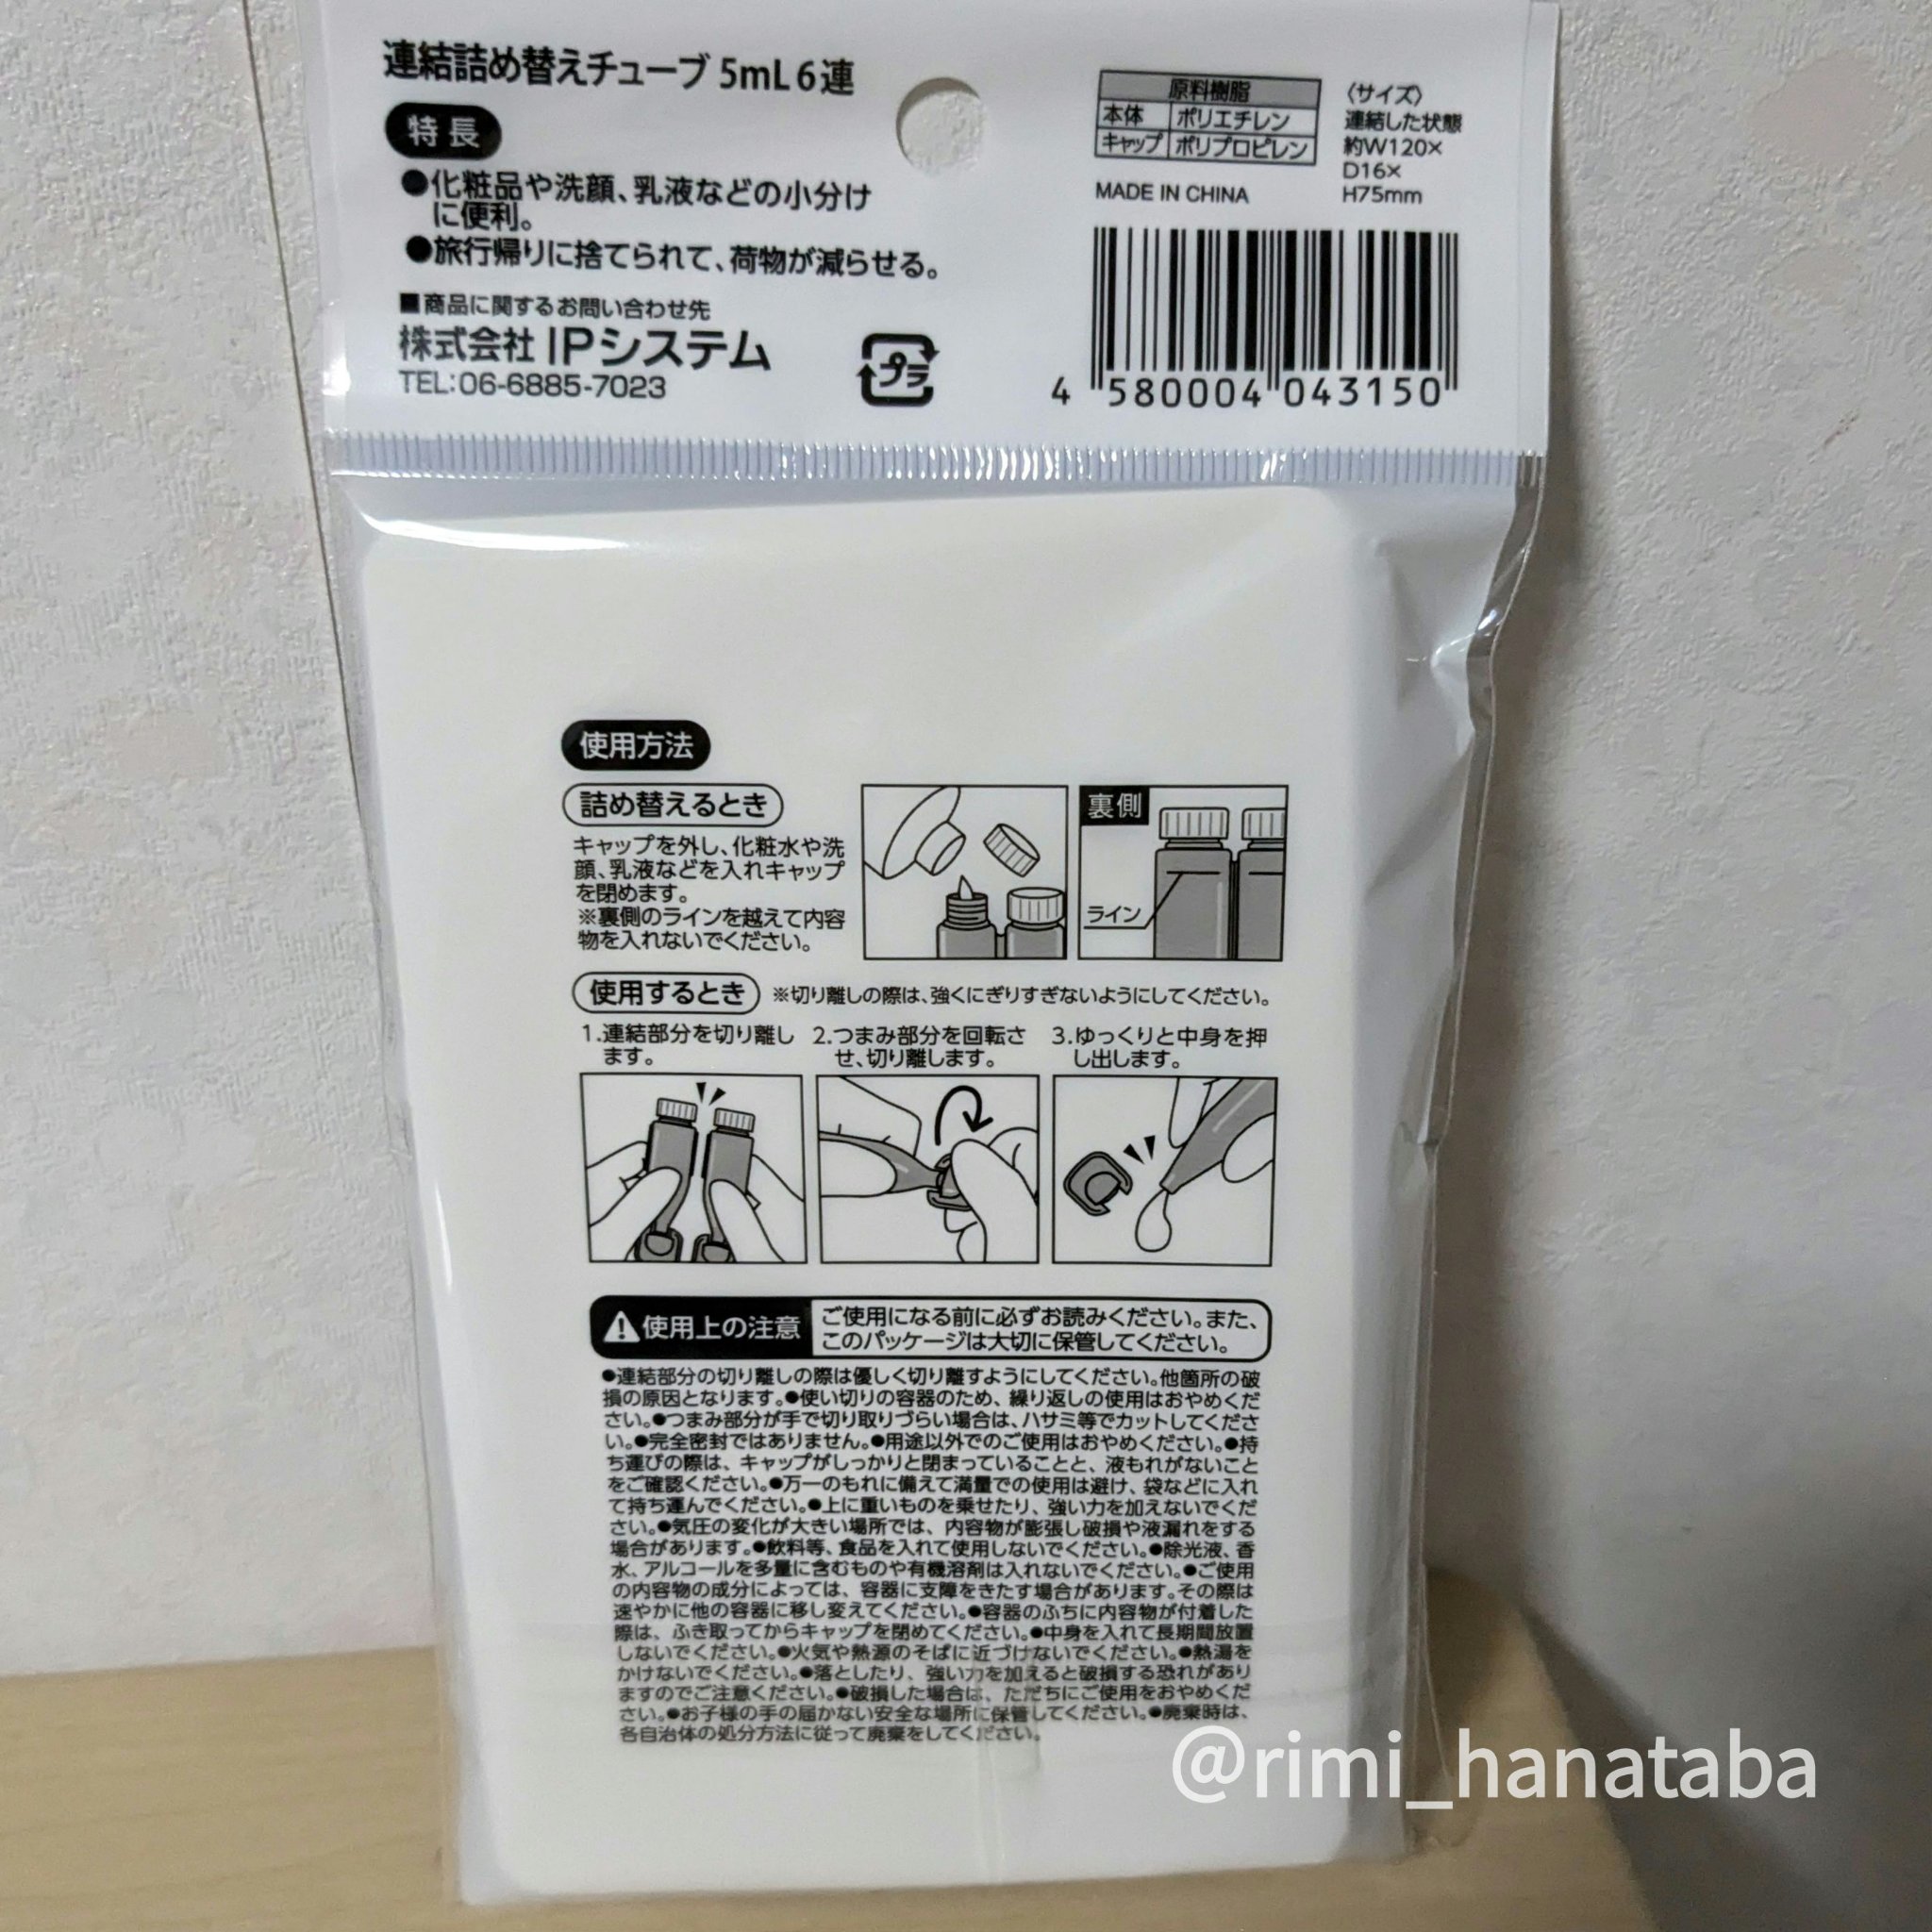 連結詰め替えチューブ 5mL 6連
特長
●化粧品や洗顔、乳液などの小分け
に便利。
●旅行帰りに捨てられて、荷物が減らせる。
■商品に関するお問い合わせ先
株式会社 IPシステム
TEL:06-6885-7023
プラ
原料樹脂
本体 ポリエチレン
キャップ ポリプロピレン
MADE IN CHINA
〈サイズ〉
連結した状態
約W120×
D16×
H75mm
4 580004 043150
使用方法
詰め替えるとき
キャップを外し、化粧水や洗
顔、乳液などを入れキャップ
を閉めます。
※裏側のラインを越えて内容
物を入れないでください。
裏側
ライン
使用するとき ※切り離しの際は、強くにぎりすぎないようにしてください。
1.連結部分を切り離し
ます。
2.つまみ部分を回転さ
せ、切り離します。
3.ゆっくりと中身を押
し出します。
使用上の注意
ご使用になる前に必ずお読みください。また、
このパッケージは大切に保管してください。
●連結部分の切り離しの際は優しく切り離すようにしてください。他箇所の破
損の原因となります。●使い切りの容器のため、繰り返しの使用はおやめくだ
さい。●つまみ部分が手で切り取りづらい場合は、ハサミ等でカットしてくださ
い。●完全密封ではありません。●用途以外でのご使用はおやめください。●持
ち運びの際は、キャップがしっかりと閉まっていることと、液もれがないこと
をご確認ください。●万一のもれに備えて満量での使用は避け、袋などに入れ
て持ち運んでください。●上に重いものを乗せたり、強い力を加えないでくだ
さい。●気圧の変化が大きい場所では、内容物が膨張し破損や液漏れをする
場合があります。●飲料等、食品を入れて使用しないでください。●除光液、香
水、アルコールを多量に含むものや有機溶剤は入れないでください。●ご使用
の内容物の成分によっては、容器に支障をきたす場合があります。その際は
速やかに他の容器に移し変えてください。●容器のふちに内容物が付着した
際は、ふき取ってからキャップを閉めてください。●中身を入れて長期間放置
しないでください。●火気や熱源のそばに近づけないでください。●熱湯を
かけないでください。●落としたり、強い力を加えると破損する恐れがあり
ますのでご注意ください。●破損した場合は、ただちにご使用をおやめくだ
さい。●お子様の手の届かない安全な場所に保管してください。●廃棄時は、
各自治体の処分方法に従って廃棄をしてください。
@rimi_hanataba